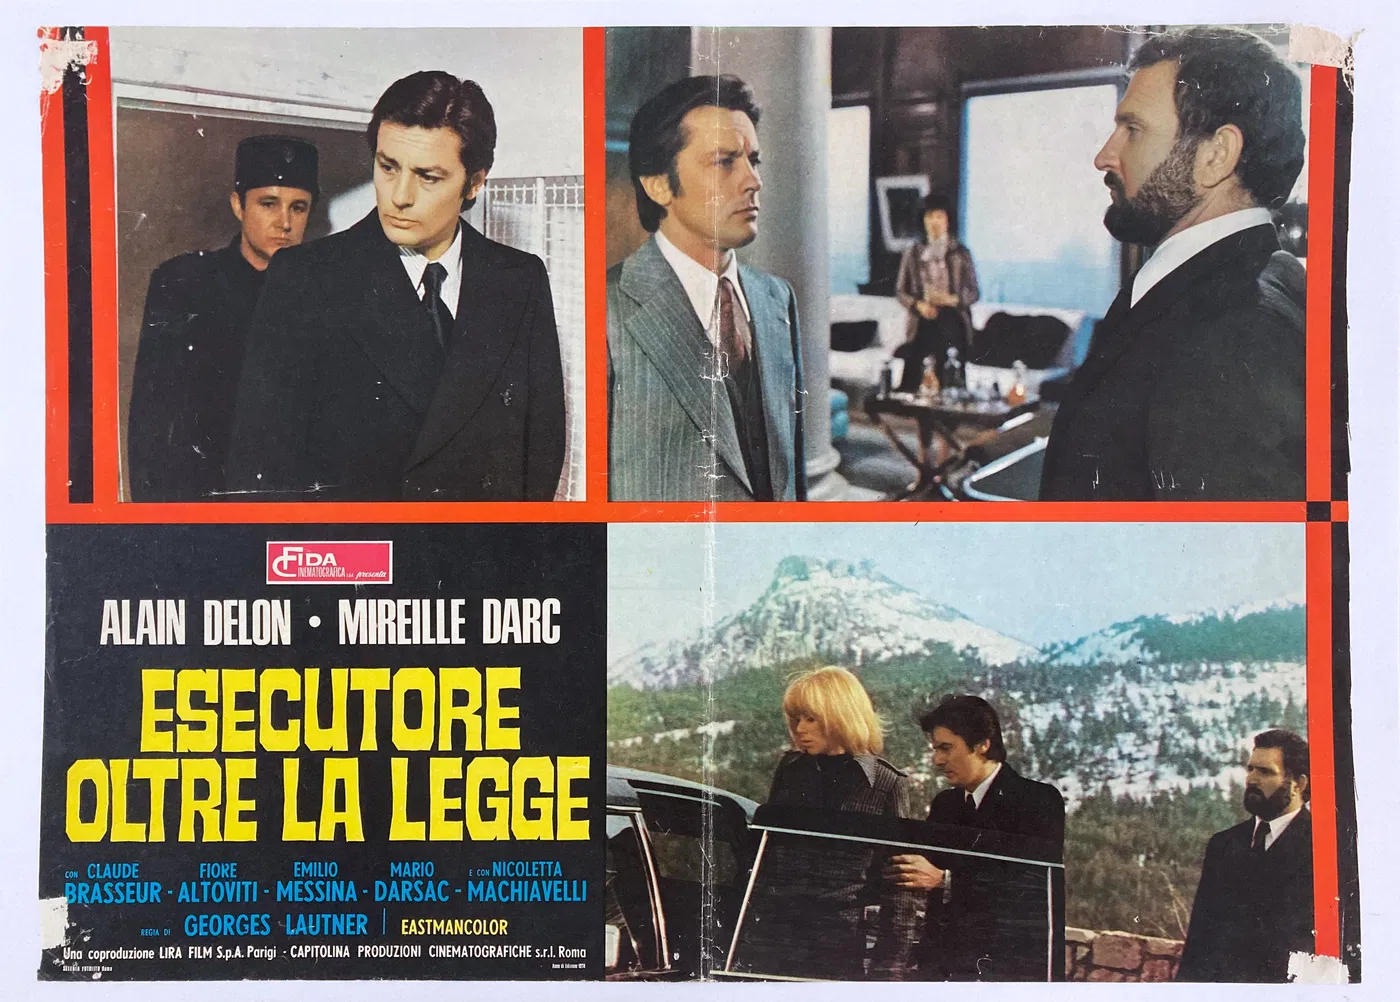 FIDA
CINEMATOGRAFICA s.r.l. presenta
ALAIN DELON • MIREILLE DARC
ESECUTORE
OLTRE LA LEGGE
CON CLAUDE BRASSEUR - FIORE ALTOVITI - EMILIO MESSINA - MARIO DARSAC - E CON NICOLETTA MACHIAVELLI
REGIA DI GEORGES LAUTNER | EASTMANCOLOR
Una coproduzione LIRA FILM S.p.A. Parigi - CAPITOLINA PRODUZIONI CINEMATOGRAFICHE s.r.l. Roma